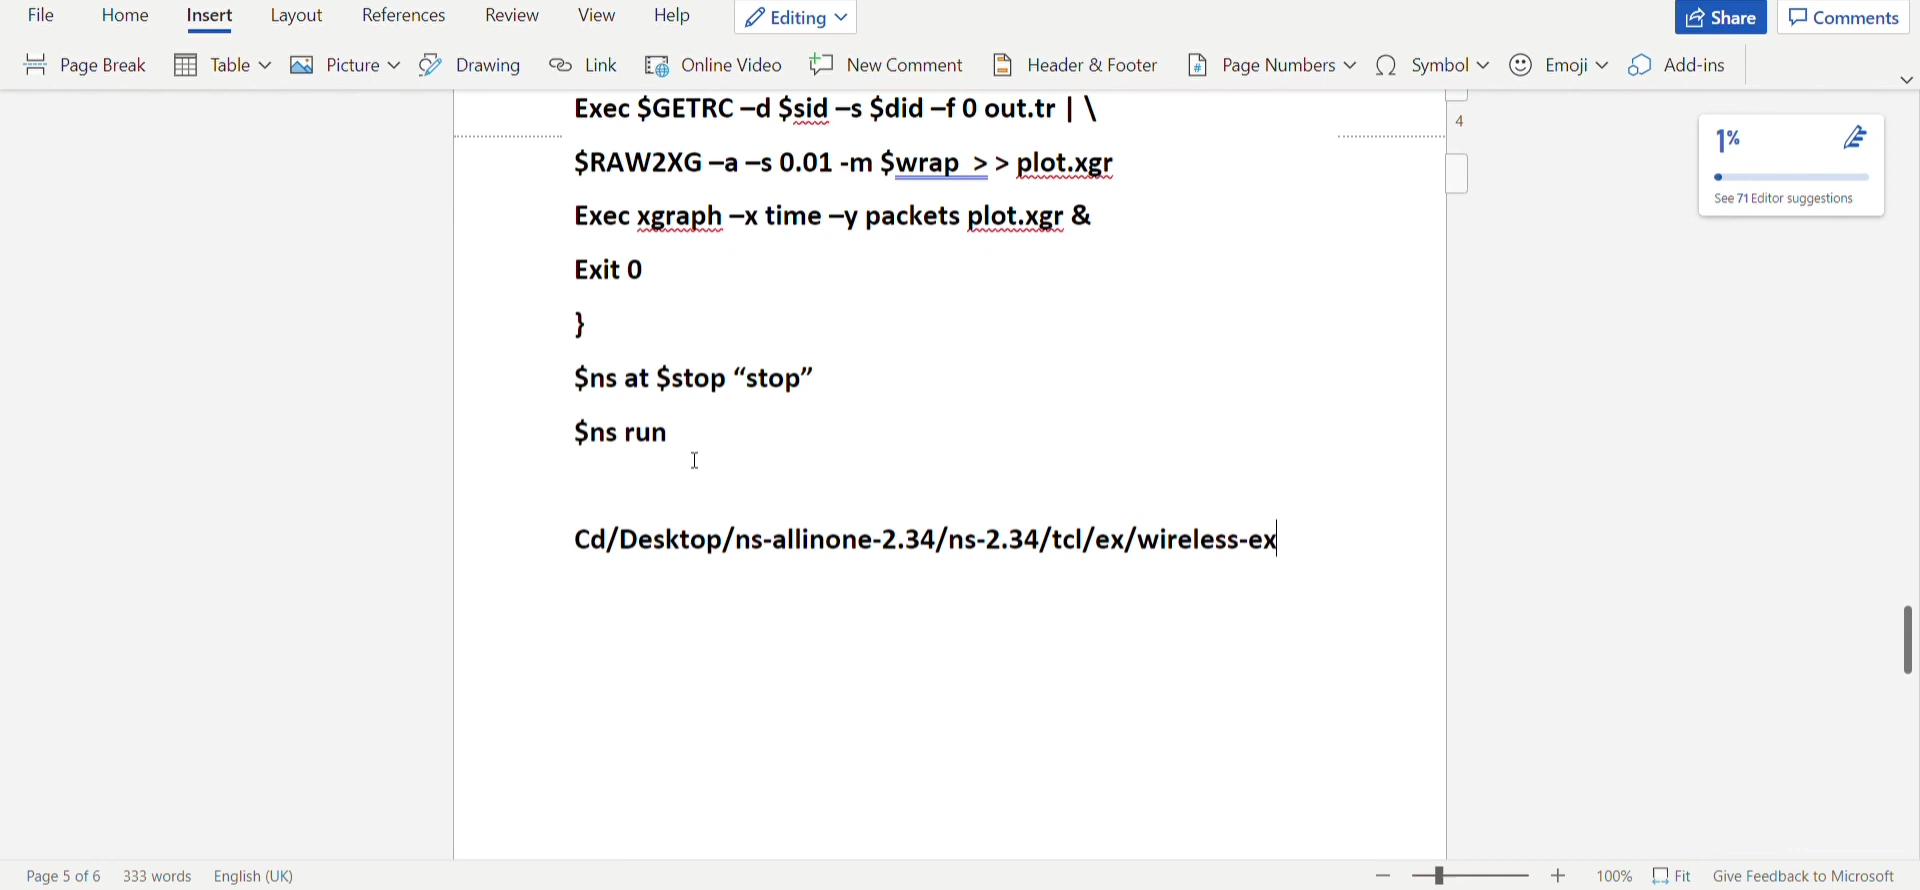 File Home Insert Layout References Review View Help Editing Share Comments
Page Break Table Picture Drawing Link Online Video New Comment Header & Footer Page Numbers Symbol Emoji Add-ins
Exec $GETRC –d $sid –s $did –f 0 out.tr | \
4
1%
See 71 Editor suggestions
$RAW2XG –a –s 0.01 -m $wrap  > > plot.xgr
Exec xgraph –x time –y packets plot.xgr &
Exit 0
}
$ns at $stop “stop”
$ns run
Cd/Desktop/ns-allinone-2.34/ns-2.34/tcl/ex/wireless-ex
Page 5 of 6 333 words English (UK) 100% Fit Give Feedback to Microsoft